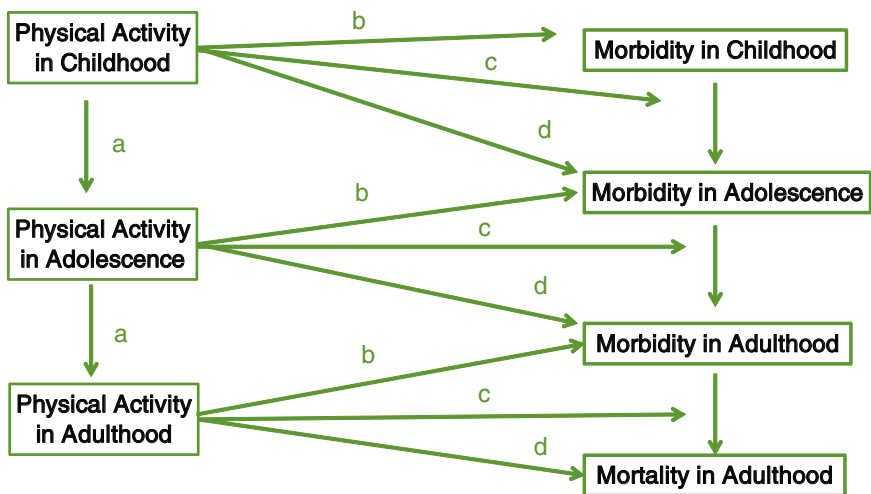 Physical Activity
in Childhood
b
Morbidity in Childhood
c
a
d
Morbidity in Adolescence
b
Physical Activity
in Adolescence
c
d
a
Morbidity in Adulthood
b
Physical Activity
in Adulthood
c
d
Mortality in Adulthood